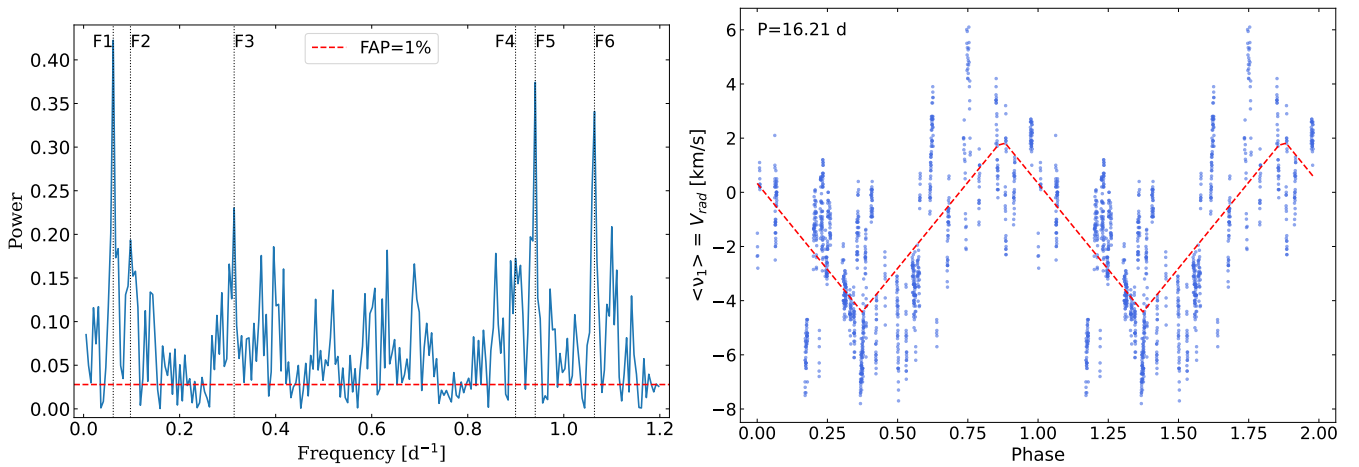 F1
F2
F3
F4
F5
F6
FAP=1%
0.40
0.35
0.30
0.25
0.20
0.15
0.10
0.05
0.00
Power
0.0
0.2
0.4
0.6
0.8
1.0
1.2
Frequency [d⁻¹]
P=16.21 d
6
4
2
0
−2
−4
−6
−8
<ν₁> = V_rad [km/s]
0.00
0.25
0.50
0.75
1.00
1.25
1.50
1.75
2.00
Phase